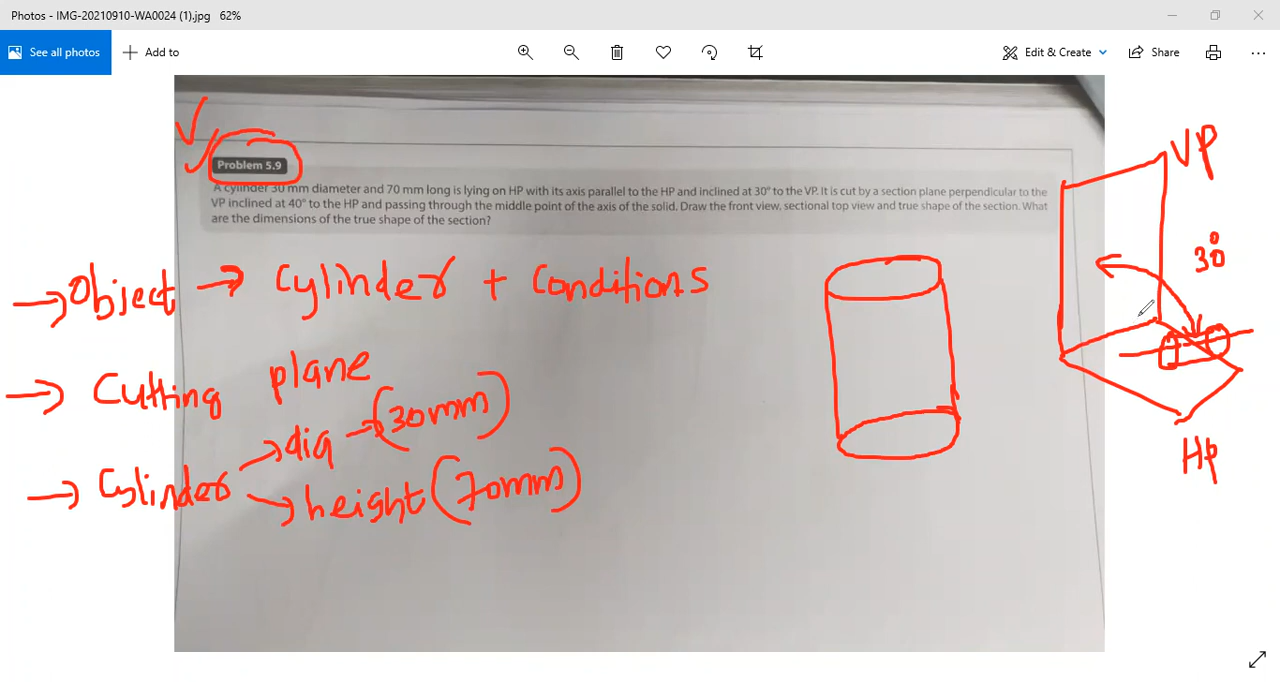 Photos - IMG-20210910-WA0024 (1).jpg 62%
See all photos
Add to
Edit & Create
Share
Problem 5.9
A cylinder 30 mm diameter and 70 mm long is lying on HP with its axis parallel to the HP and inclined at 30° to the VP. It is cut by a section plane perpendicular to the
VP inclined at 40° to the HP and passing through the middle point of the axis of the solid. Draw the front view, sectional top view and true shape of the section. What
are the dimensions of the true shape of the section?
VP
30°
Object → Cylinder + Conditions
→ Cutting plane
dia → (30mm)
→ Cylinder
→ height (70mm)
HP